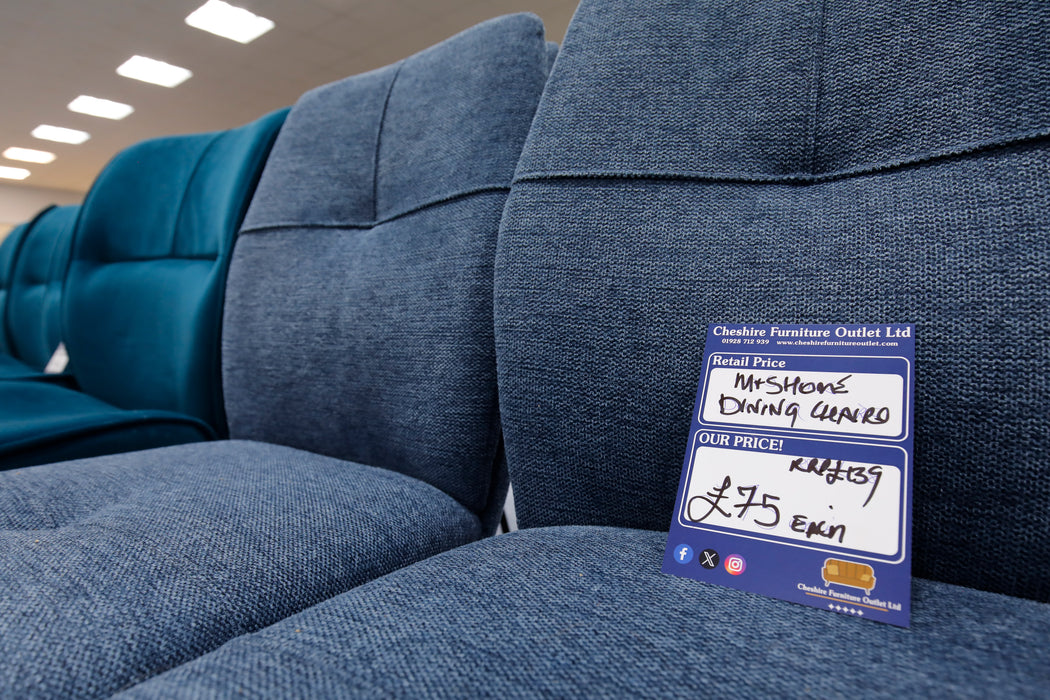 Cheshire Furniture Outlet Ltd
01928 712 939 www.cheshirefurnitureoutlet.com
Retail Price
M+S HOME
DINING CHAIRS
OUR PRICE!
RRP£139
£75 EACH
Cheshire Furniture Outlet Ltd